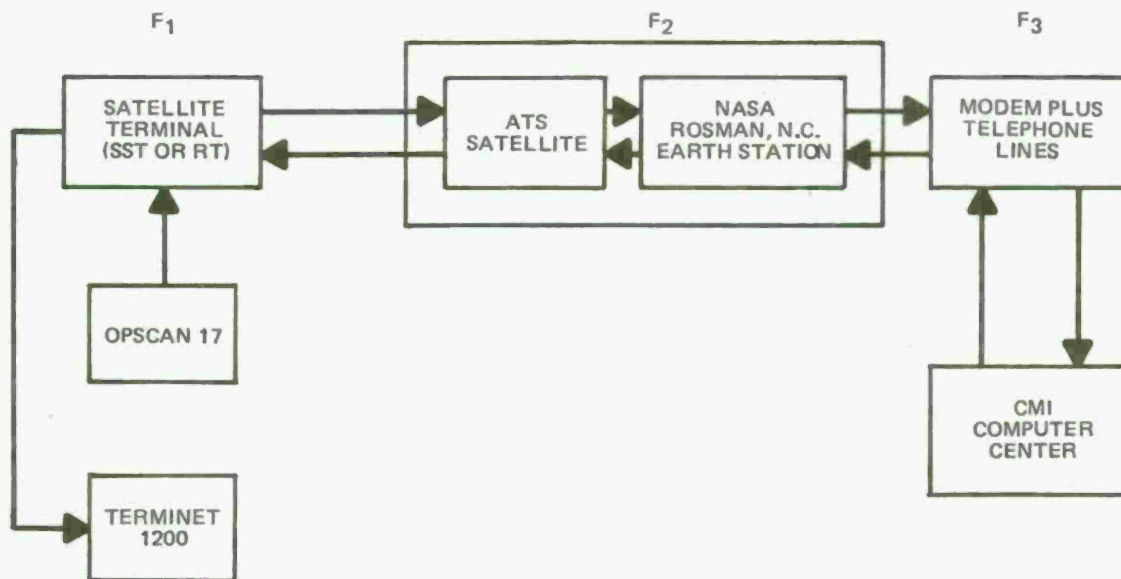 F1
F2
F3
SATELLITE
TERMINAL
(SST OR RT)
ATS
SATELLITE
NASA
ROSMAN, N.C.
EARTH STATION
MODEM PLUS
TELEPHONE
LINES
OPSCAN 17
CMI
COMPUTER
CENTER
TERMINET
1200